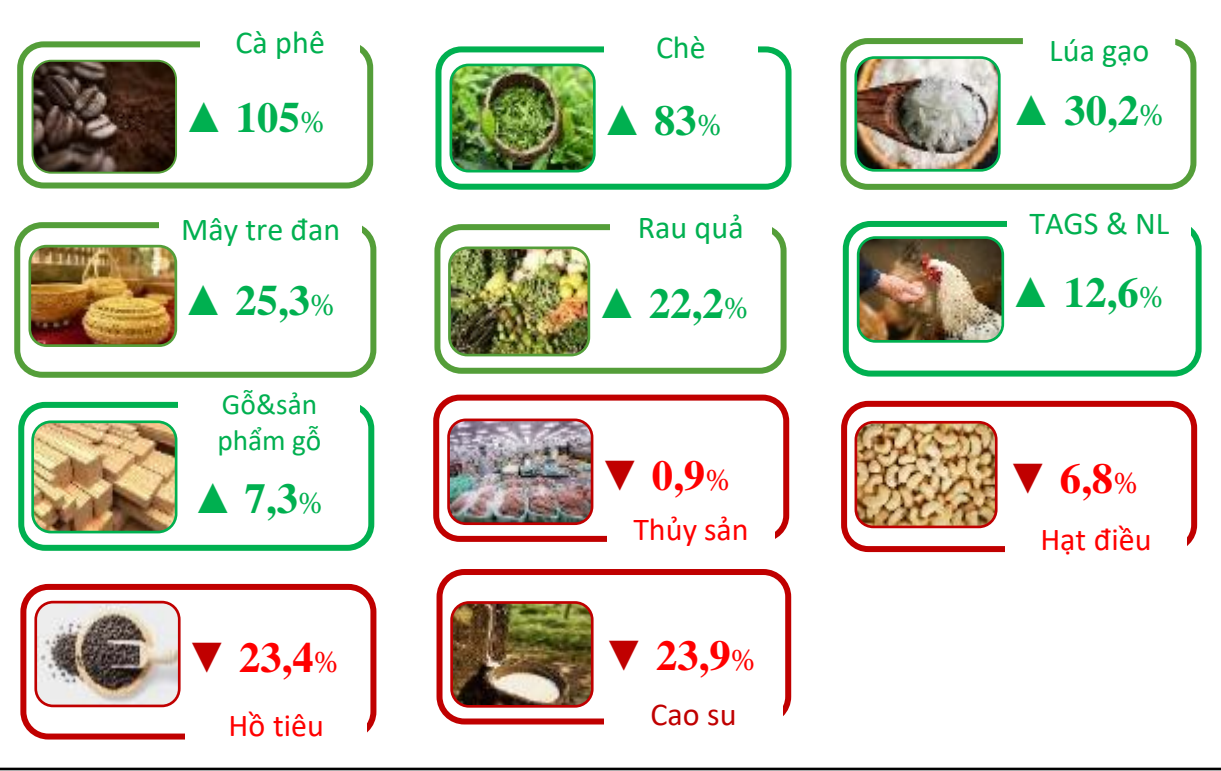 Cà phê
▲ 105%
Chè
▲ 83%
Lúa gạo
▲ 30,2%
Mây tre đan
▲ 25,3%
Rau quả
▲ 22,2%
TAGS & NL
▲ 12,6%
Gỗ&sản
phẩm gỗ
▲ 7,3%
▼ 0,9%
Thủy sản
▼ 6,8%
Hạt điều
▼ 23,4%
Hồ tiêu
▼ 23,9%
Cao su